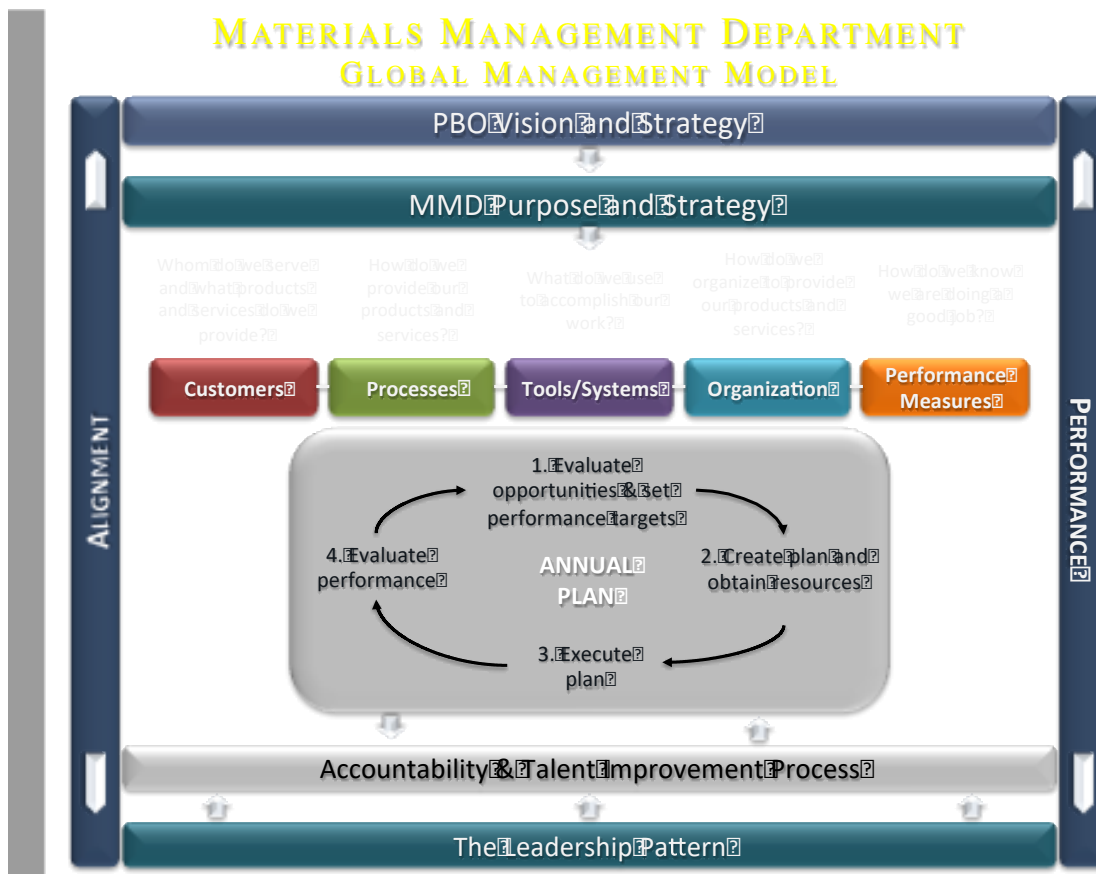 MATERIALS MANAGEMENT DEPARTMENT
GLOBAL MANAGEMENT MODEL
PBO Vision and Strategy
MMD Purpose and Strategy
Whom do we serve
and what products
and services do we
provide?
How do we
provide our
products and
services?
What do we use
to accomplish our
work?
How do we
organize to provide
our products and
services?
How do we know
we are doing a
good job?
Customers
Processes
Tools/Systems
Organization
Performance
Measures
ALIGNMENT
PERFORMANCE
1. Evaluate
opportunities & set
performance targets
2. Create plan and
obtain resources
3. Execute
plan
4. Evaluate
performance
ANNUAL
PLAN
Accountability & Talent Improvement Process
The Leadership Pattern